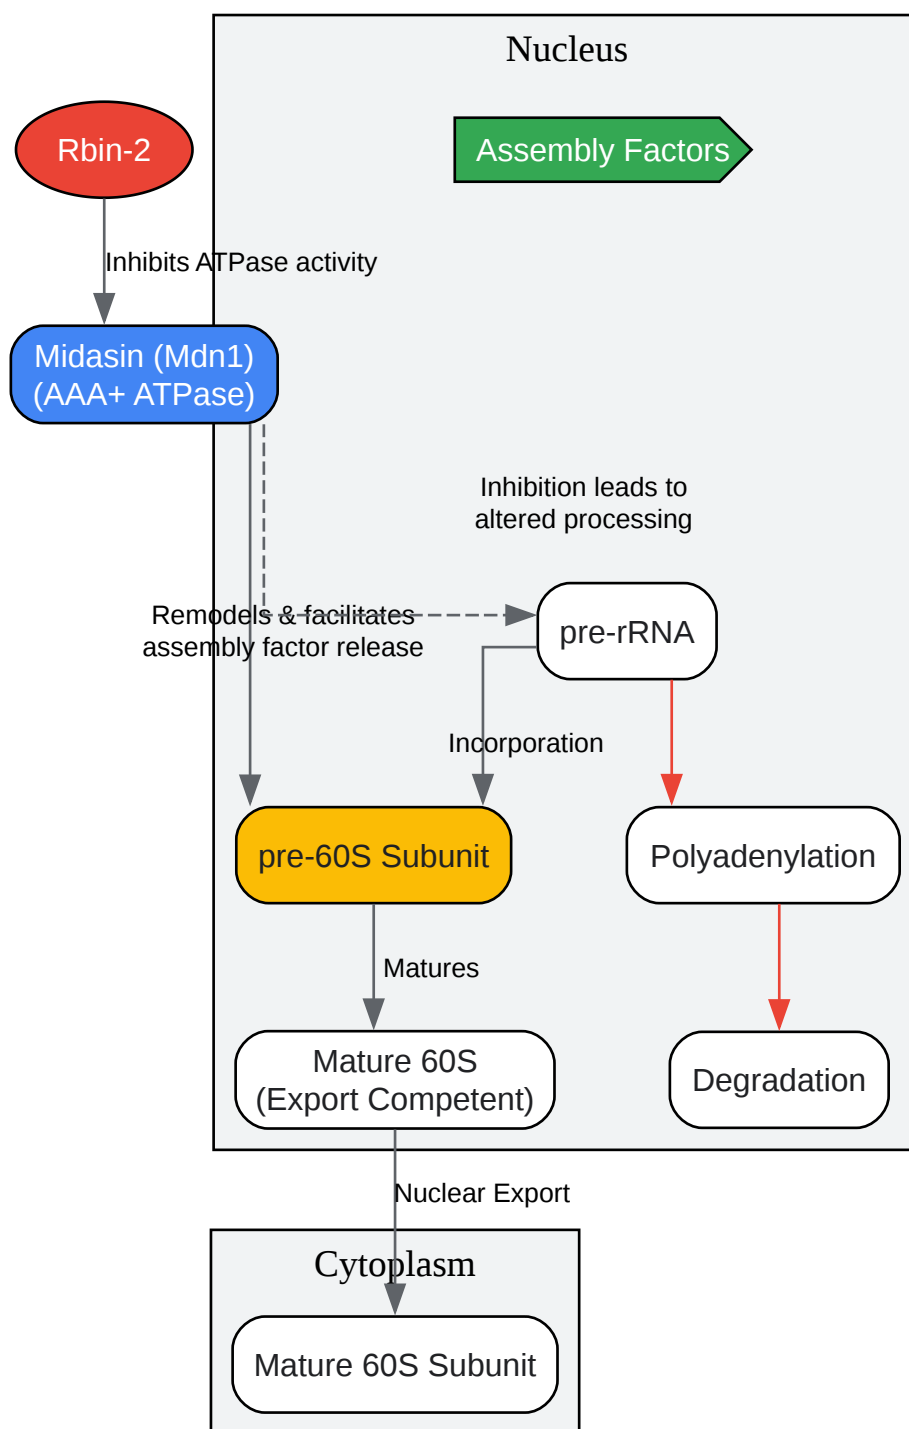 Nucleus
Rbin-2
Assembly Factors
Inhibits ATPase activity
Midasin (Mdn1)
(AAA+ ATPase)
Inhibition leads to
altered processing
Remodels & facilitates
assembly factor release
pre-rRNA
Incorporation
pre-60S Subunit
Polyadenylation
Matures
Mature 60S
(Export Competent)
Degradation
Nuclear Export
Cytoplasm
Mature 60S Subunit